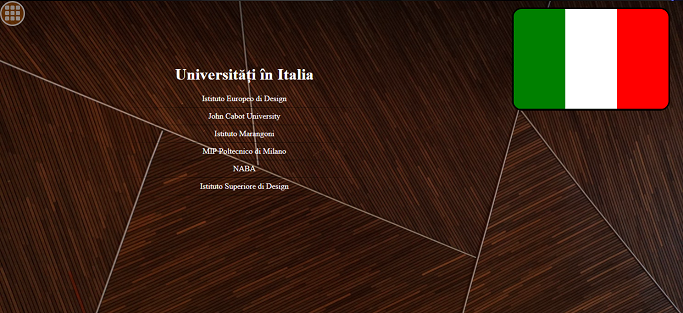 Universități în Italia
Istituto Europeo di Design
John Cabot University
Istituto Marangoni
MIP Poltecnico di Milano
NABA
Istituto Superiore di Design